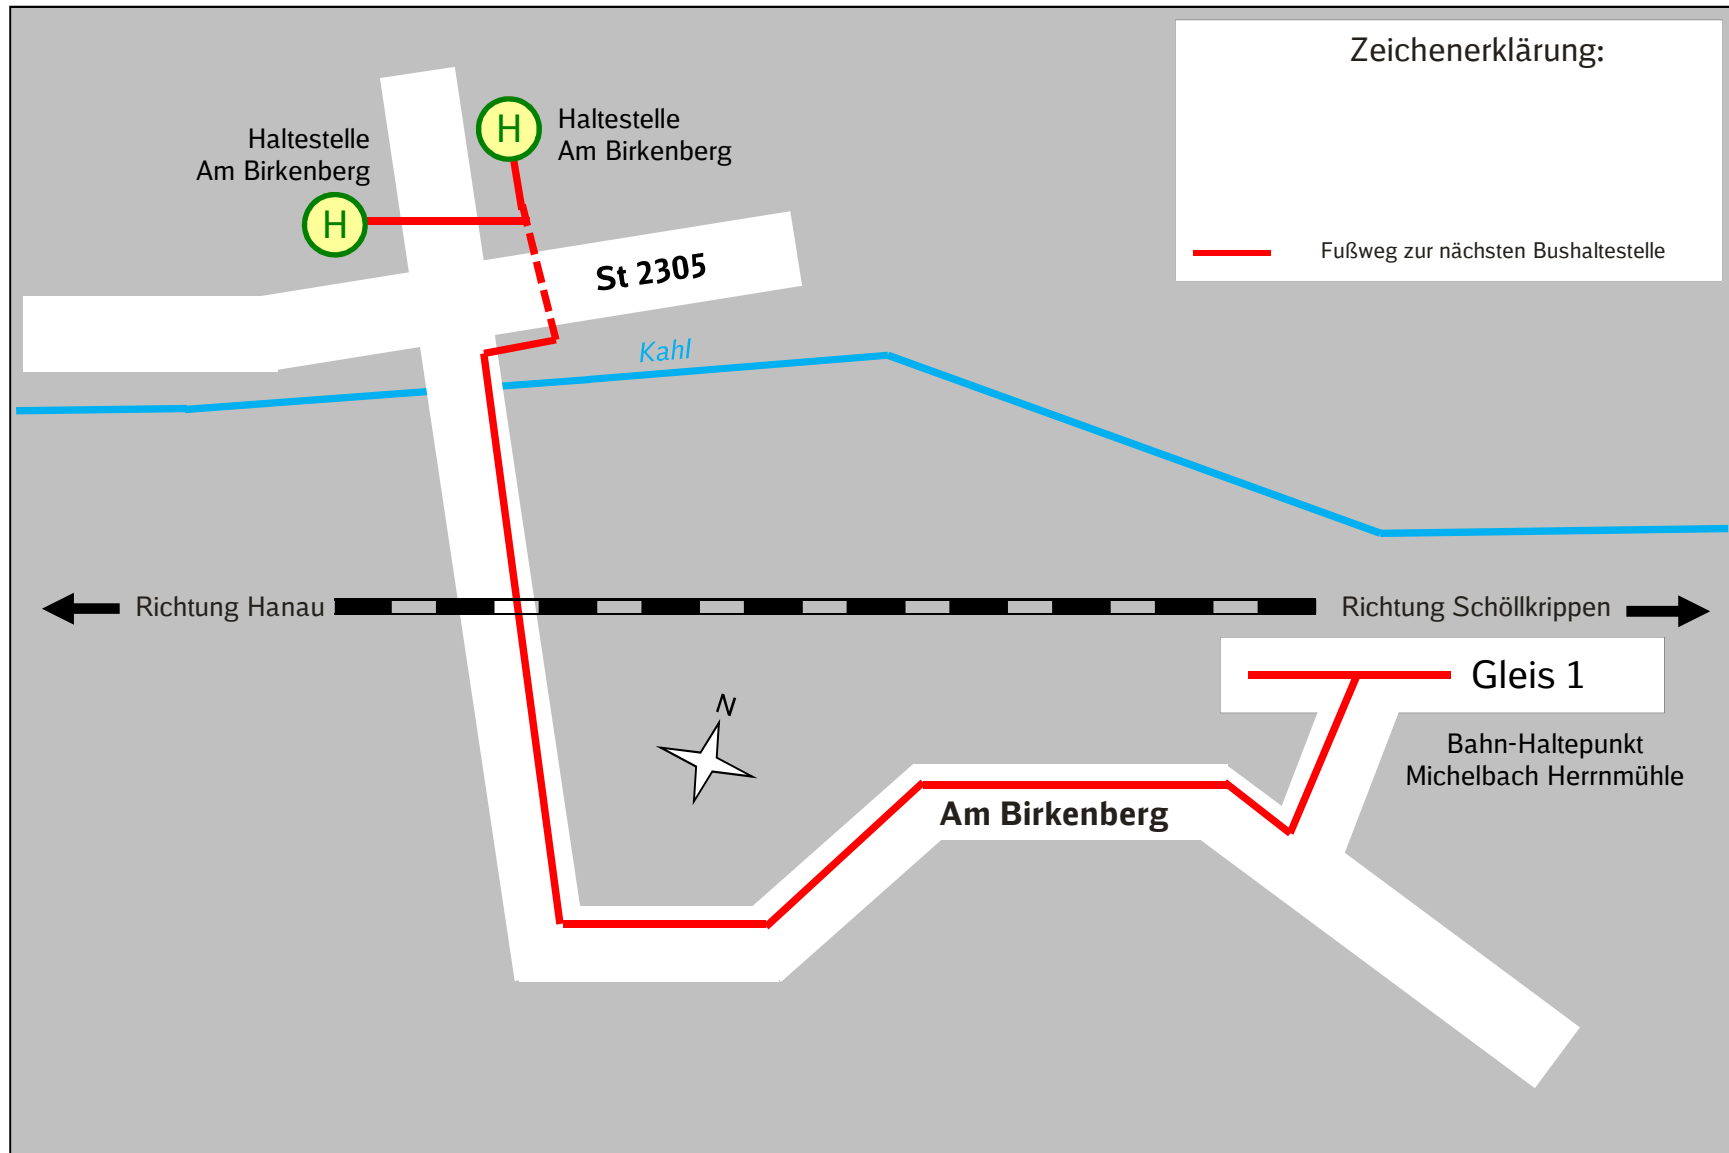 Zeichenerklärung:
Fußweg zur nächsten Bushaltestelle
Haltestelle
Am Birkenberg
H
Haltestelle
Am Birkenberg
H
St 2305
Kahl
Richtung Hanau
Richtung Schöllkrippen
Gleis 1
N
Bahn-Haltepunkt
Michelbach Herrnmühle
Am Birkenberg